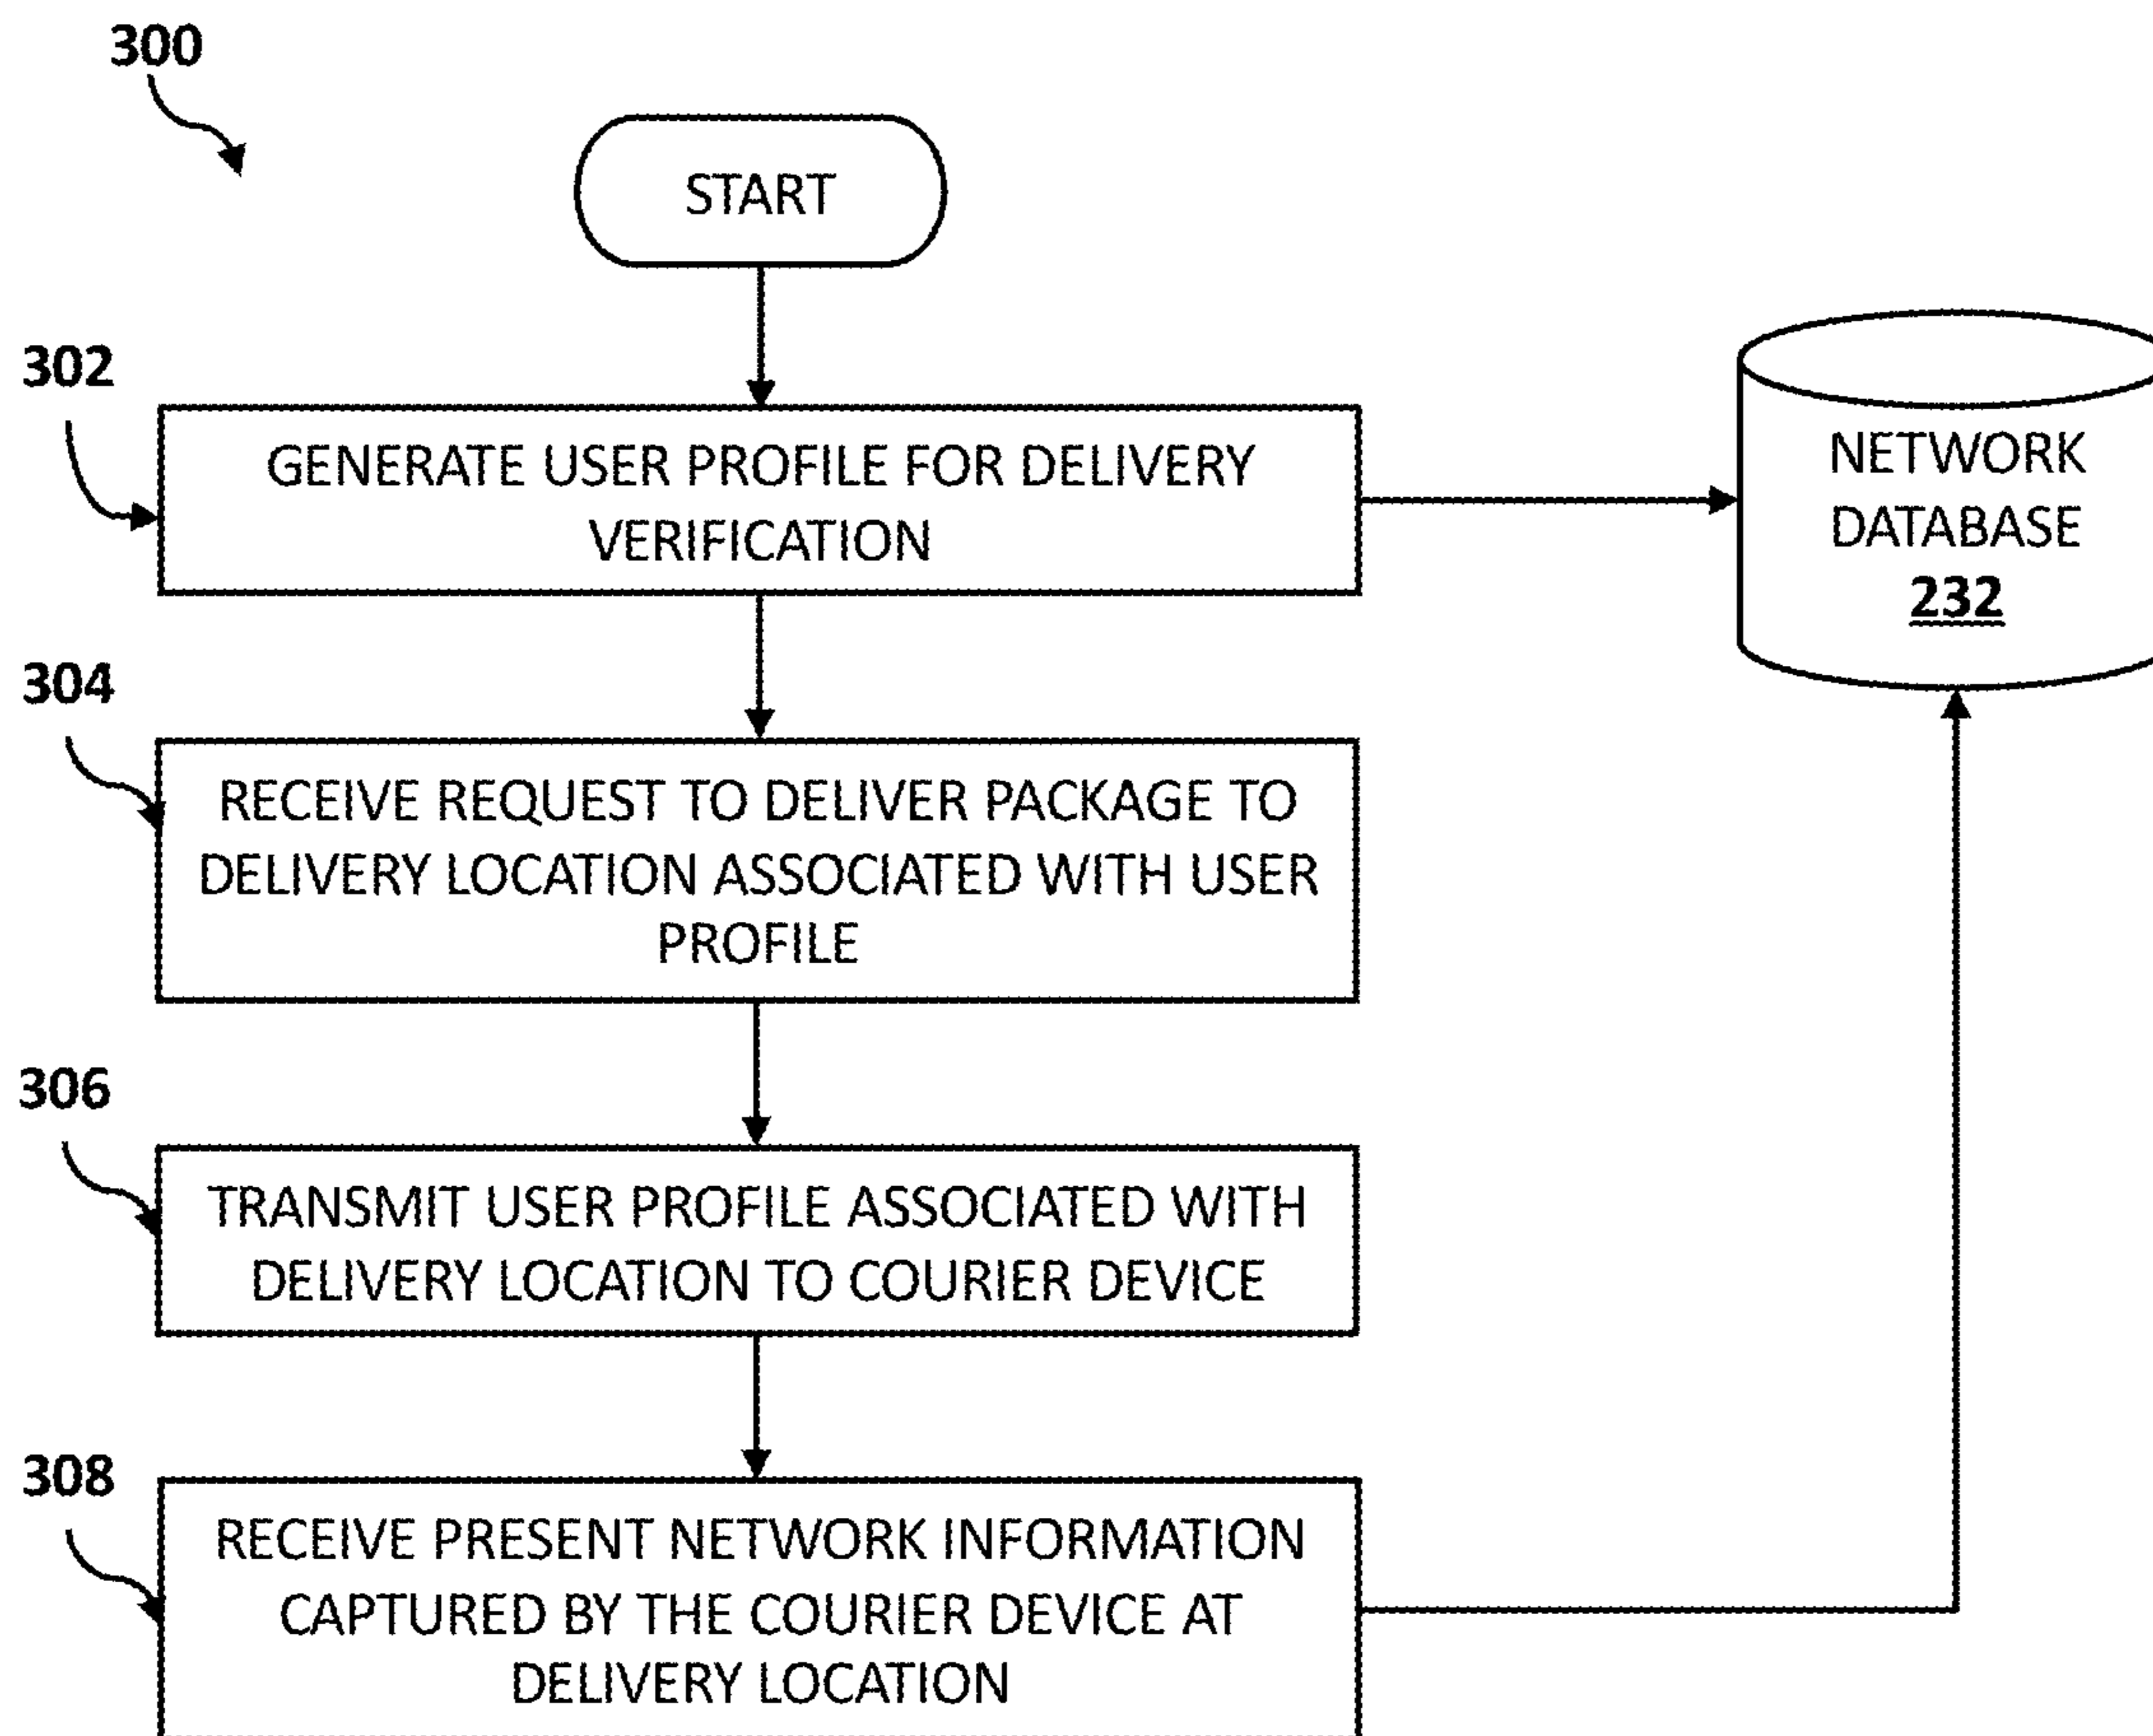 300
START
302
GENERATE USER PROFILE FOR DELIVERY
VERIFICATION
NETWORK
DATABASE
232
304
RECEIVE REQUEST TO DELIVER PACKAGE TO
DELIVERY LOCATION ASSOCIATED WITH USER
PROFILE
306
TRANSMIT USER PROFILE ASSOCIATED WITH
DELIVERY LOCATION TO COURIER DEVICE
308
RECEIVE PRESENT NETWORK INFORMATION
CAPTURED BY THE COURIER DEVICE AT
DELIVERY LOCATION